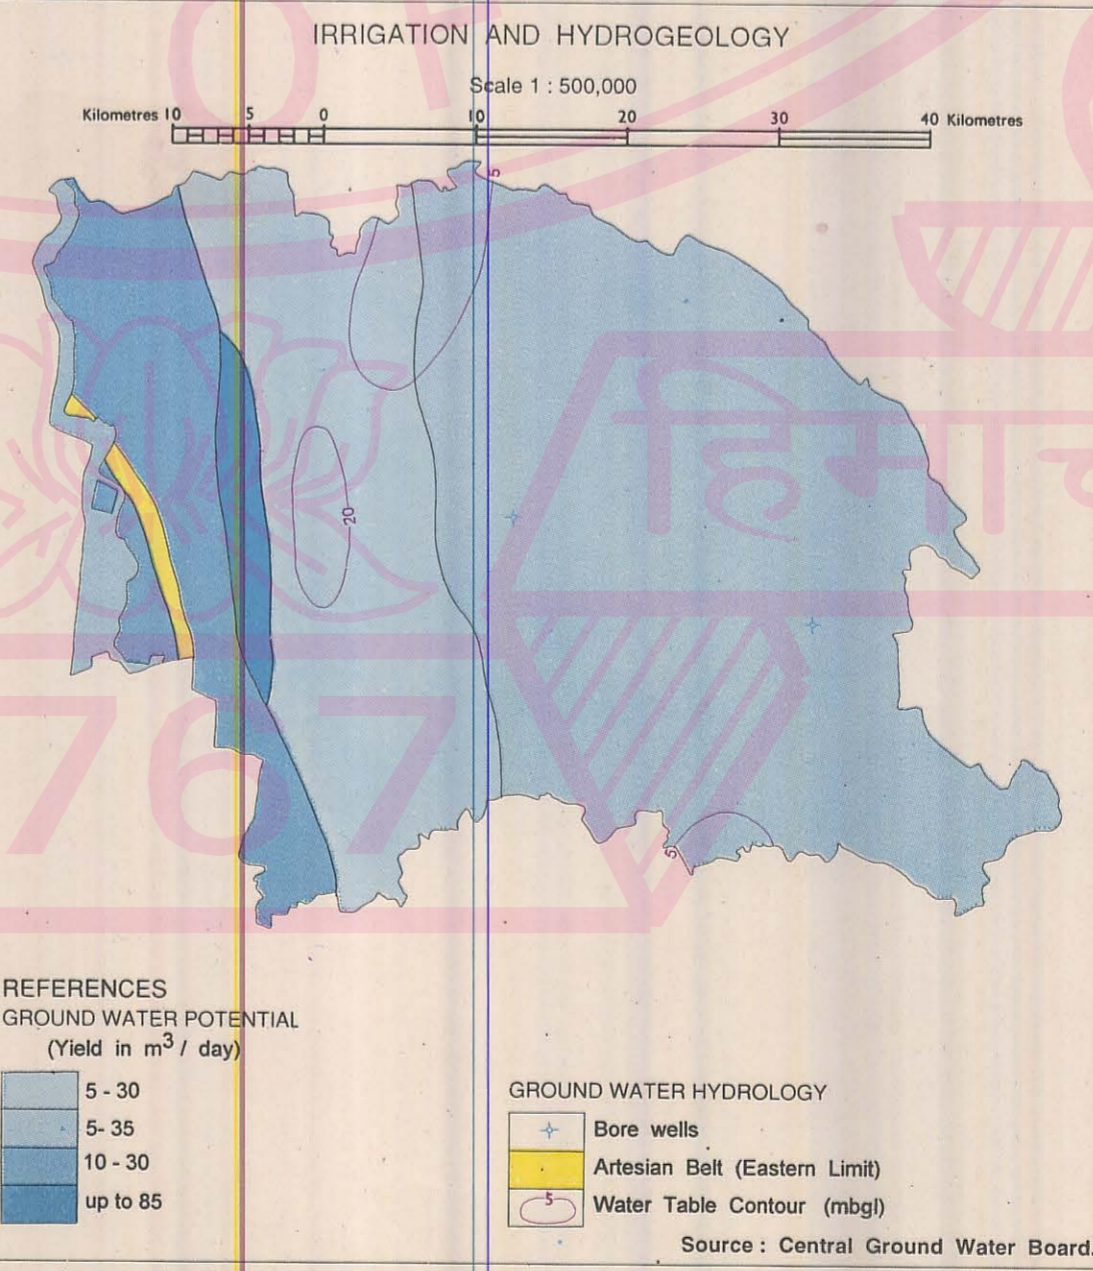 IRRIGATION AND HYDROGEOLOGY
Scale 1 : 500,000
Kilometres 10 5 0 10 20 30 40 Kilometres
5
हिमाच
20
767
5
REFERENCES
GROUND WATER POTENTIAL
(Yield in m³ / day)
5 - 30
5- 35
10 - 30
up to 85
GROUND WATER HYDROLOGY
Bore wells
Artesian Belt (Eastern Limit)
5
Water Table Contour (mbgl)
Source : Central Ground Water Board.